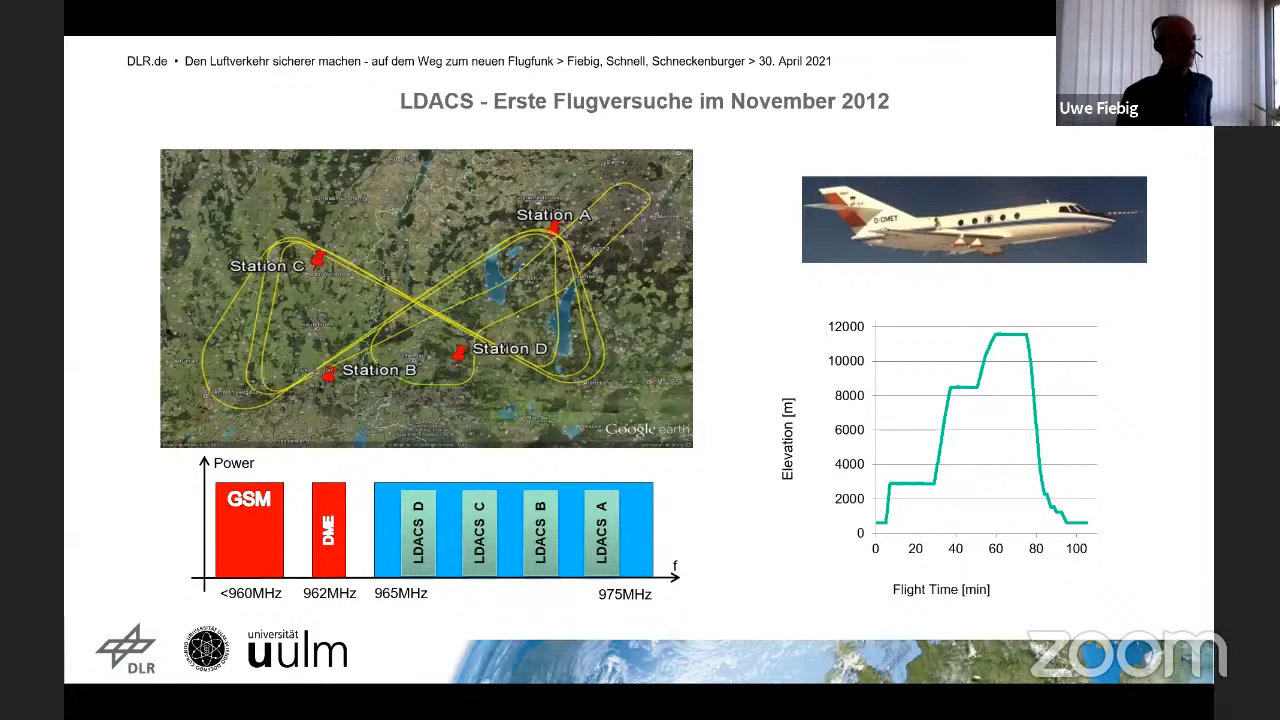 DLR.de • Den Luftverkehr sicherer machen - auf dem Weg zum neuen Flugfunk > Fiebig, Schnell, Schneckenburger > 30. April 2021
Uwe Fiebig
LDACS - Erste Flugversuche im November 2012
Station A
Station C
Station D
Station B
Google earth
D-CMET
12000
10000
8000
6000
4000
2000
0
Elevation [m]
0 20 40 60 80 100
Flight Time [min]
Power
GSM
DME
LDACS D
LDACS C
LDACS B
LDACS A
f
<960MHz 962MHz 965MHz 975MHz
DLR
universität
uulm
zoom